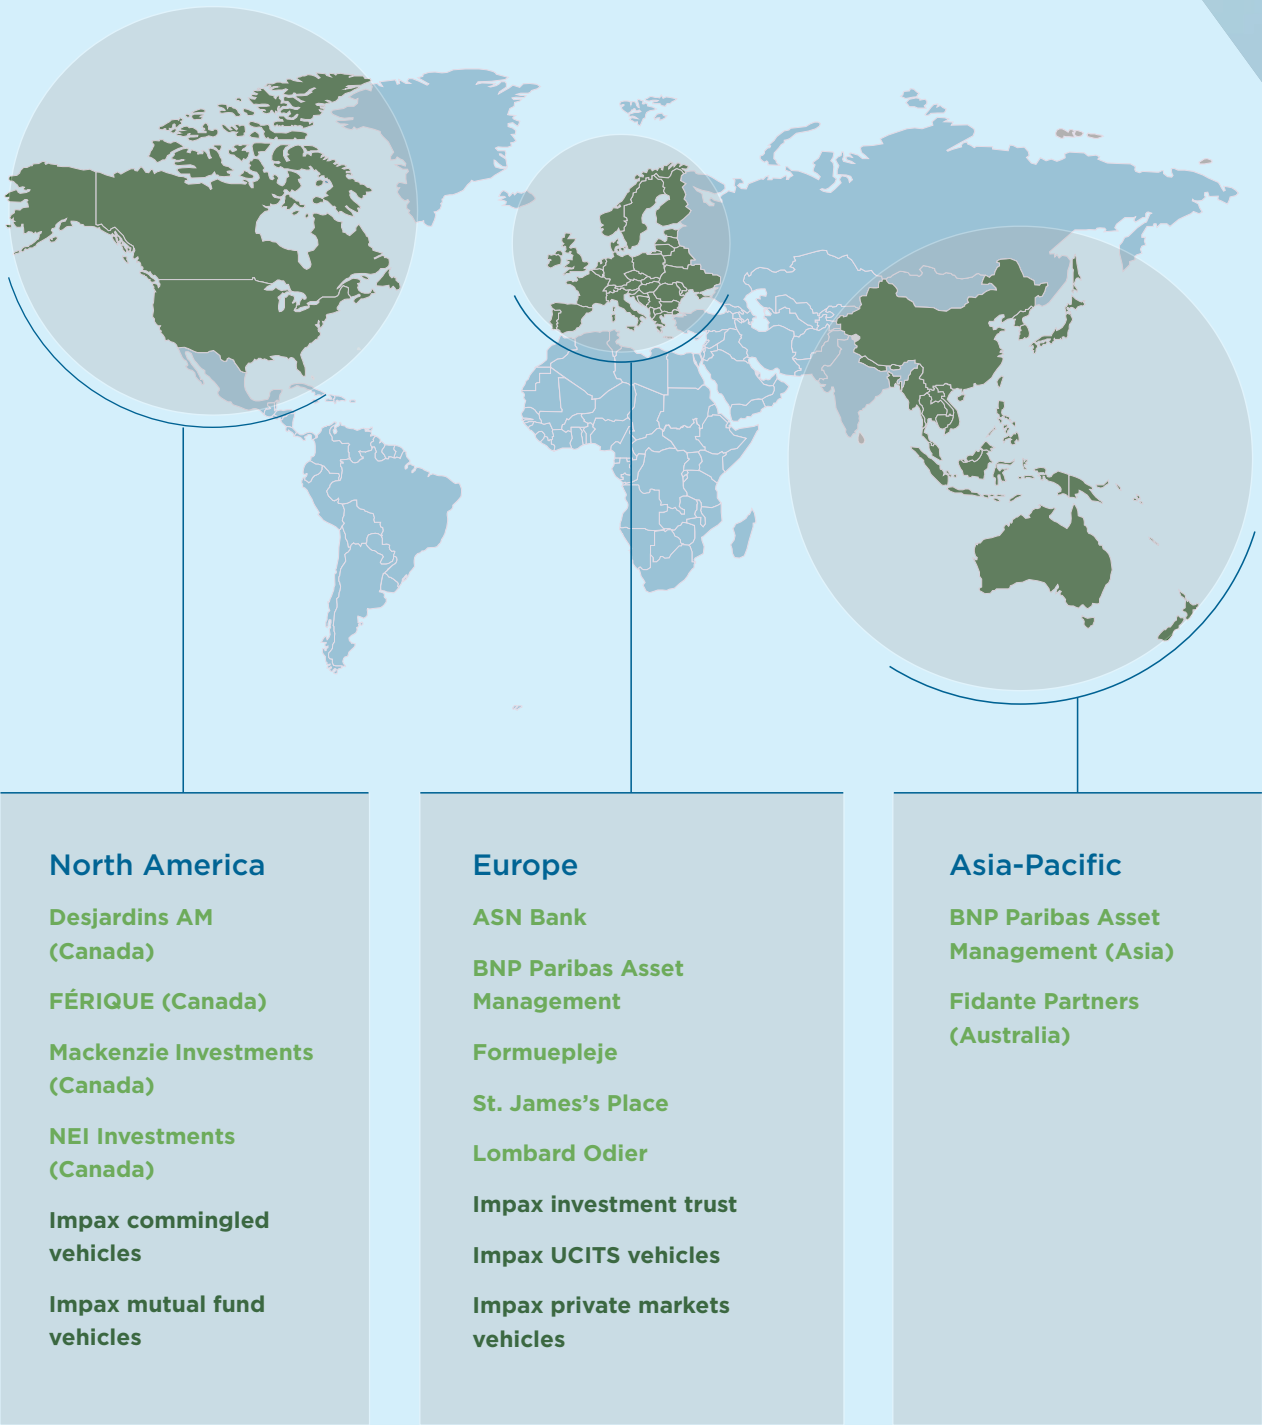 North America
Desjardins AM
(Canada)
FÉRIQUE (Canada)
Mackenzie Investments
(Canada)
NEI Investments
(Canada)
Impax commingled
vehicles
Impax mutual fund
vehicles
Europe
ASN Bank
BNP Paribas Asset
Management
Formuepleje
St. James’s Place
Lombard Odier
Impax investment trust
Impax UCITS vehicles
Impax private markets
vehicles
Asia-Pacific
BNP Paribas Asset
Management (Asia)
Fidante Partners
(Australia)